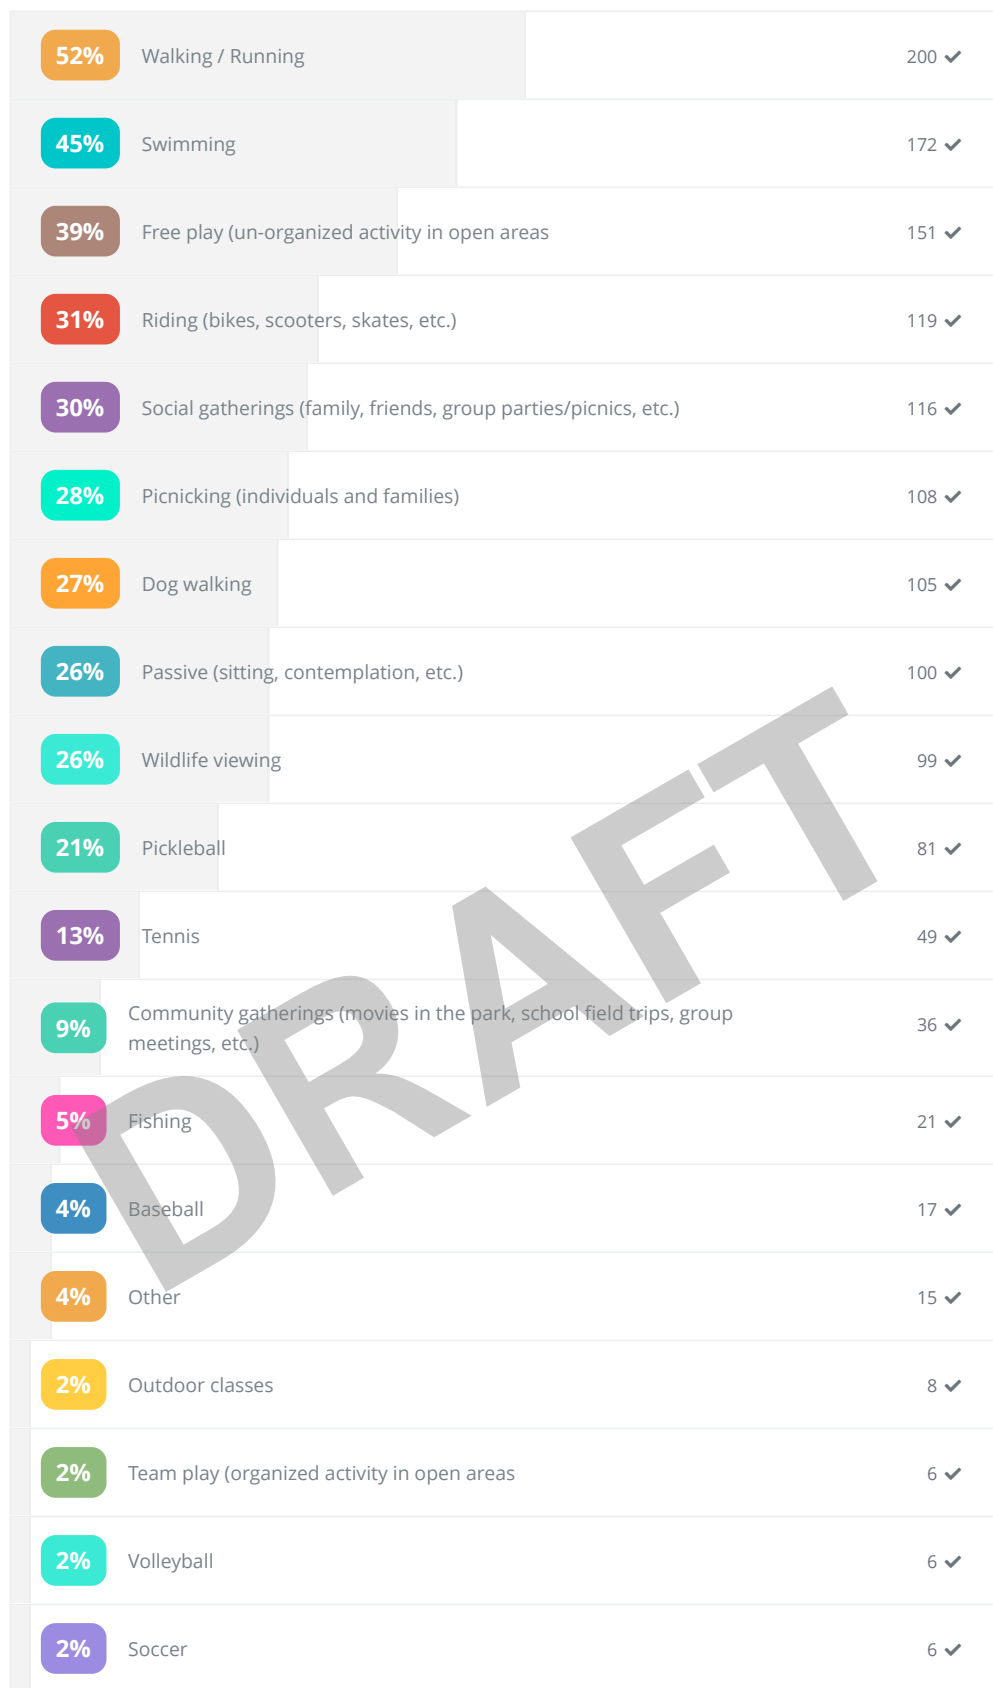 52% Walking / Running 200
45% Swimming 172
39% Free play (un-organized activity in open areas 151
31% Riding (bikes, scooters, skates, etc.) 119
30% Social gatherings (family, friends, group parties/picnics, etc.) 116
28% Picnicking (individuals and families) 108
27% Dog walking 105
26% Passive (sitting, contemplation, etc.) 100
26% Wildlife viewing 99
21% Pickleball 81
13% Tennis 49
9% Community gatherings (movies in the park, school field trips, group 36
meetings, etc.)
5% Fishing 21
4% Baseball 17
4% Other 15
2% Outdoor classes 8
2% Team play (organized activity in open areas 6
2% Volleyball 6
2% Soccer 6
DRAFT